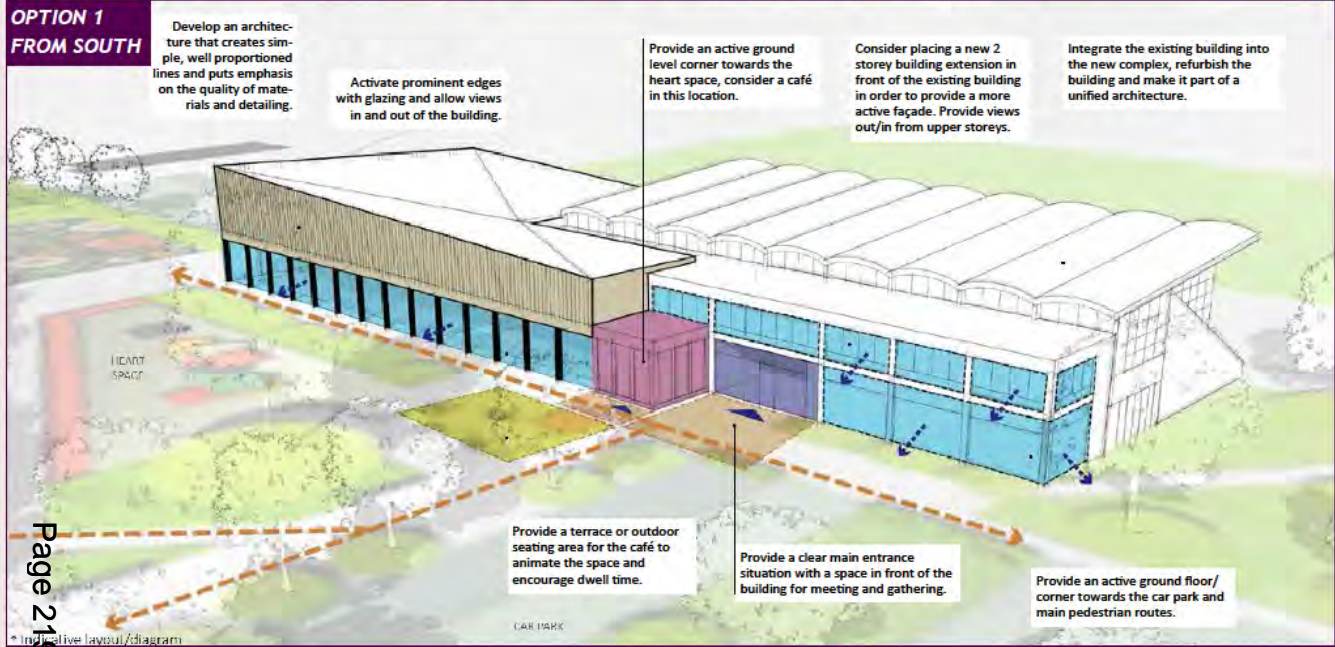 OPTION 1
FROM SOUTH
Develop an architec-
ture that creates sim-
ple, well proportioned
lines and puts emphasis
on the quality of mate-
rials and detailing.
Activate prominent edges
with glazing and allow views
in and out of the building.
Provide an active ground
level corner towards the
heart space, consider a café
in this location.
Consider placing a new 2
storey building extension in
front of the existing building
in order to provide a more
active façade. Provide views
out/in from upper storeys.
Integrate the existing building into
the new complex, refurbish the
building and make it part of a
unified architecture.
HEART
SPACE
Provide a terrace or outdoor
seating area for the café to
animate the space and
encourage dwell time.
Provide a clear main entrance
situation with a space in front of the
building for meeting and gathering.
Provide an active ground floor/
corner towards the car park and
main pedestrian routes.
CAR PARK
* Indicative layout/diagram
Page 219